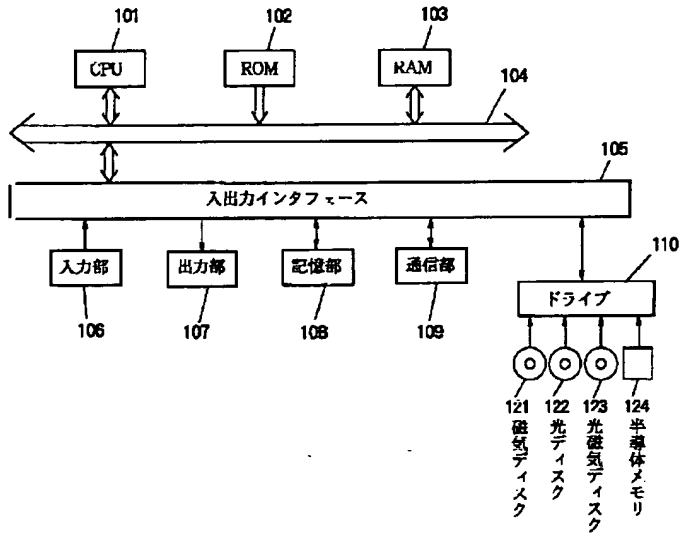 101
102
103
CPU
ROM
RAM
104
105
入出力インタフェース
入力部
出力部
記憶部
通信部
110
ドライブ
106
107
108
109
121
122
123
124
磁気ディスク
光ディスク
光磁気ディスク
半導体メモリ